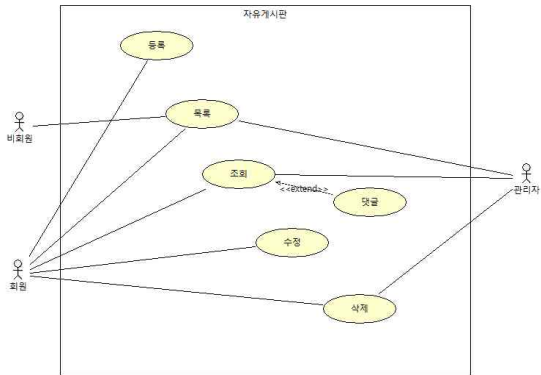 자유게시판
등록
목록
비회원
조회
<<extend>>
관리자
댓글
수정
회원
삭제